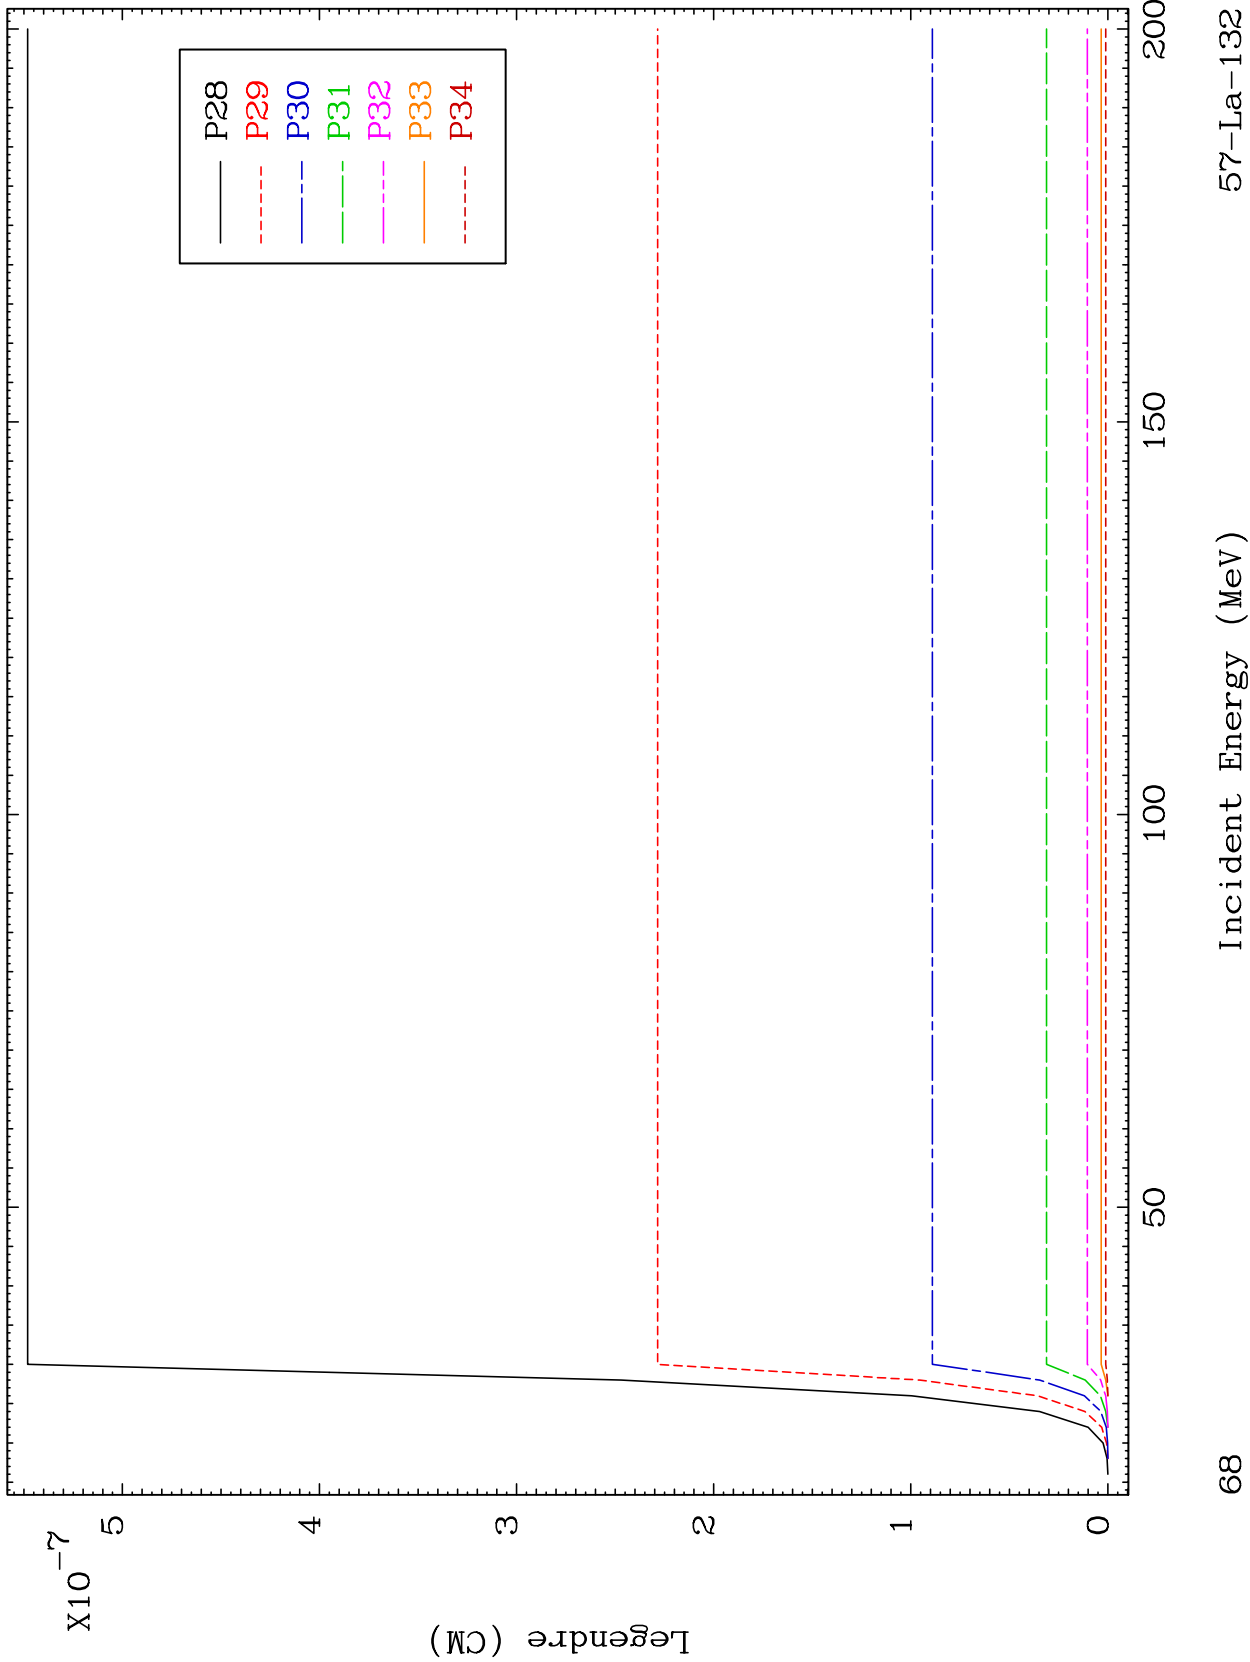 X10-7
5
4
3
2
1
0
Legendre (CM)
P28
P29
P30
P31
P32
P33
P34
50
100
150
200
Incident Energy (MeV)
68
57-La-132